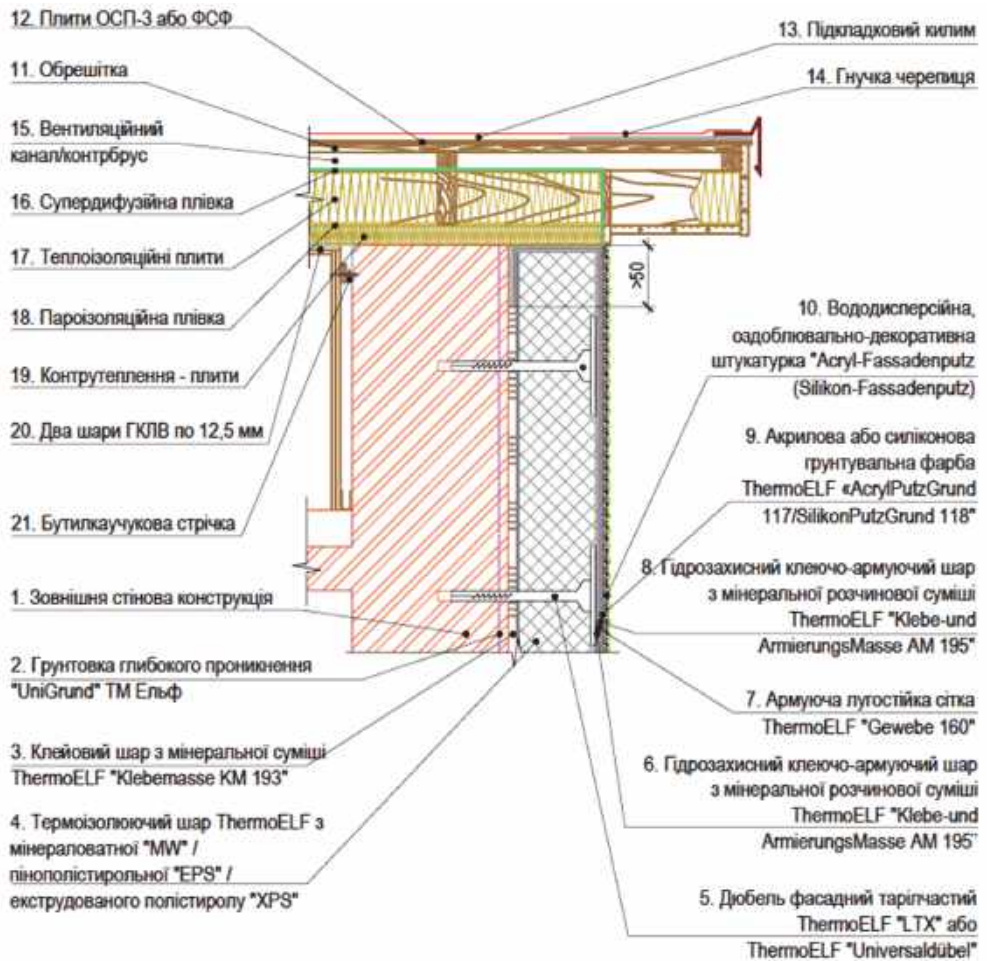 12. Плити ОСП-3 або ФСФ
11. Обрешітка
15. Вентиляційний
канал/контрбрус
16. Супердифузійна плівка
17. Теплоізоляційні плити
18. Пароізоляційна плівка
19. Контрутеплення - плити
20. Два шари ГКЛВ по 12,5 мм
21. Бутилкаучукова стрічка
1. Зовнішня стінова конструкція
2. Грунтовка глибокого проникнення
"UniGrund" ТМ Ельф
3. Клейовий шар з мінеральної суміші
ThermoELF "Klebemasse KM 193"
4. Термоізолюючий шар ThermoELF з
мінераловатної "MW" /
пінополістирольної "EPS" /
екструдованого полістиролу "XPS"
13. Підкладковий килим
14. Гнучка черепиця
>50
10. Вододисперсійна,
оздоблювально-декоративна
штукатурка "Acryl-Fassadenputz
(Silikon-Fassadenputz)
9. Акрилова або силіконова
грунтувальна фарба
ThermoELF «AcrylPutzGrund
117/SilikonPutzGrund 118"
8. Гідрозахисний клеючо-армуючий шар
з мінеральної розчинової суміші
ThermoELF "Klebe-und
ArmierungsMasse AM 195"
7. Армуюча лугостійка сітка
ThermoELF "Gewebe 160"
6. Гідрозахисний клеючо-армуючий шар
з мінеральної розчинової суміші
ThermoELF "Klebe-und
ArmierungsMasse AM 195"
5. Дюбель фасадний тарілчастий
ThermoELF "LTX" або
ThermoELF "Universaldübel"